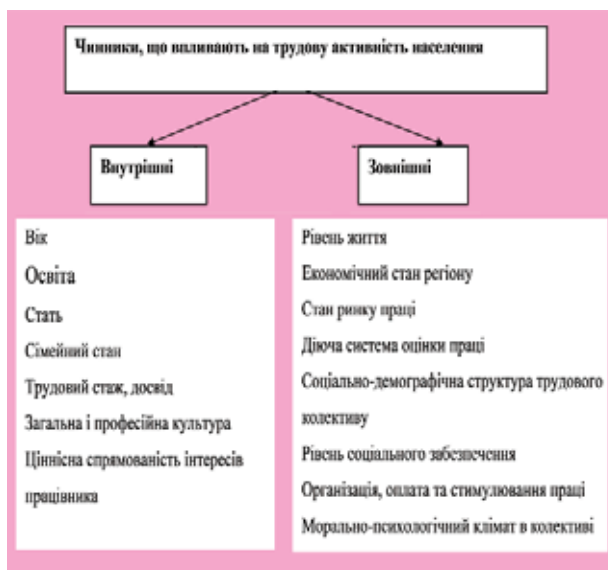 Чинники, що впливають на трудову активність населення
Внутрішні
Зовнішні
Вік
Освіта
Стать
Сімейний стан
Трудовий стаж, досвід
Загальна і професійна культура
Ціннісна спрямованість інтересів
працівника
Рівень життя
Економічний стан регіону
Стан ринку праці
Діюча система оцінки праці
Соціально-демографічна структура трудового
колективу
Рівень соціального забезпечення
Організація, оплата та стимулювання праці
Морально-психологічний клімат в колективі